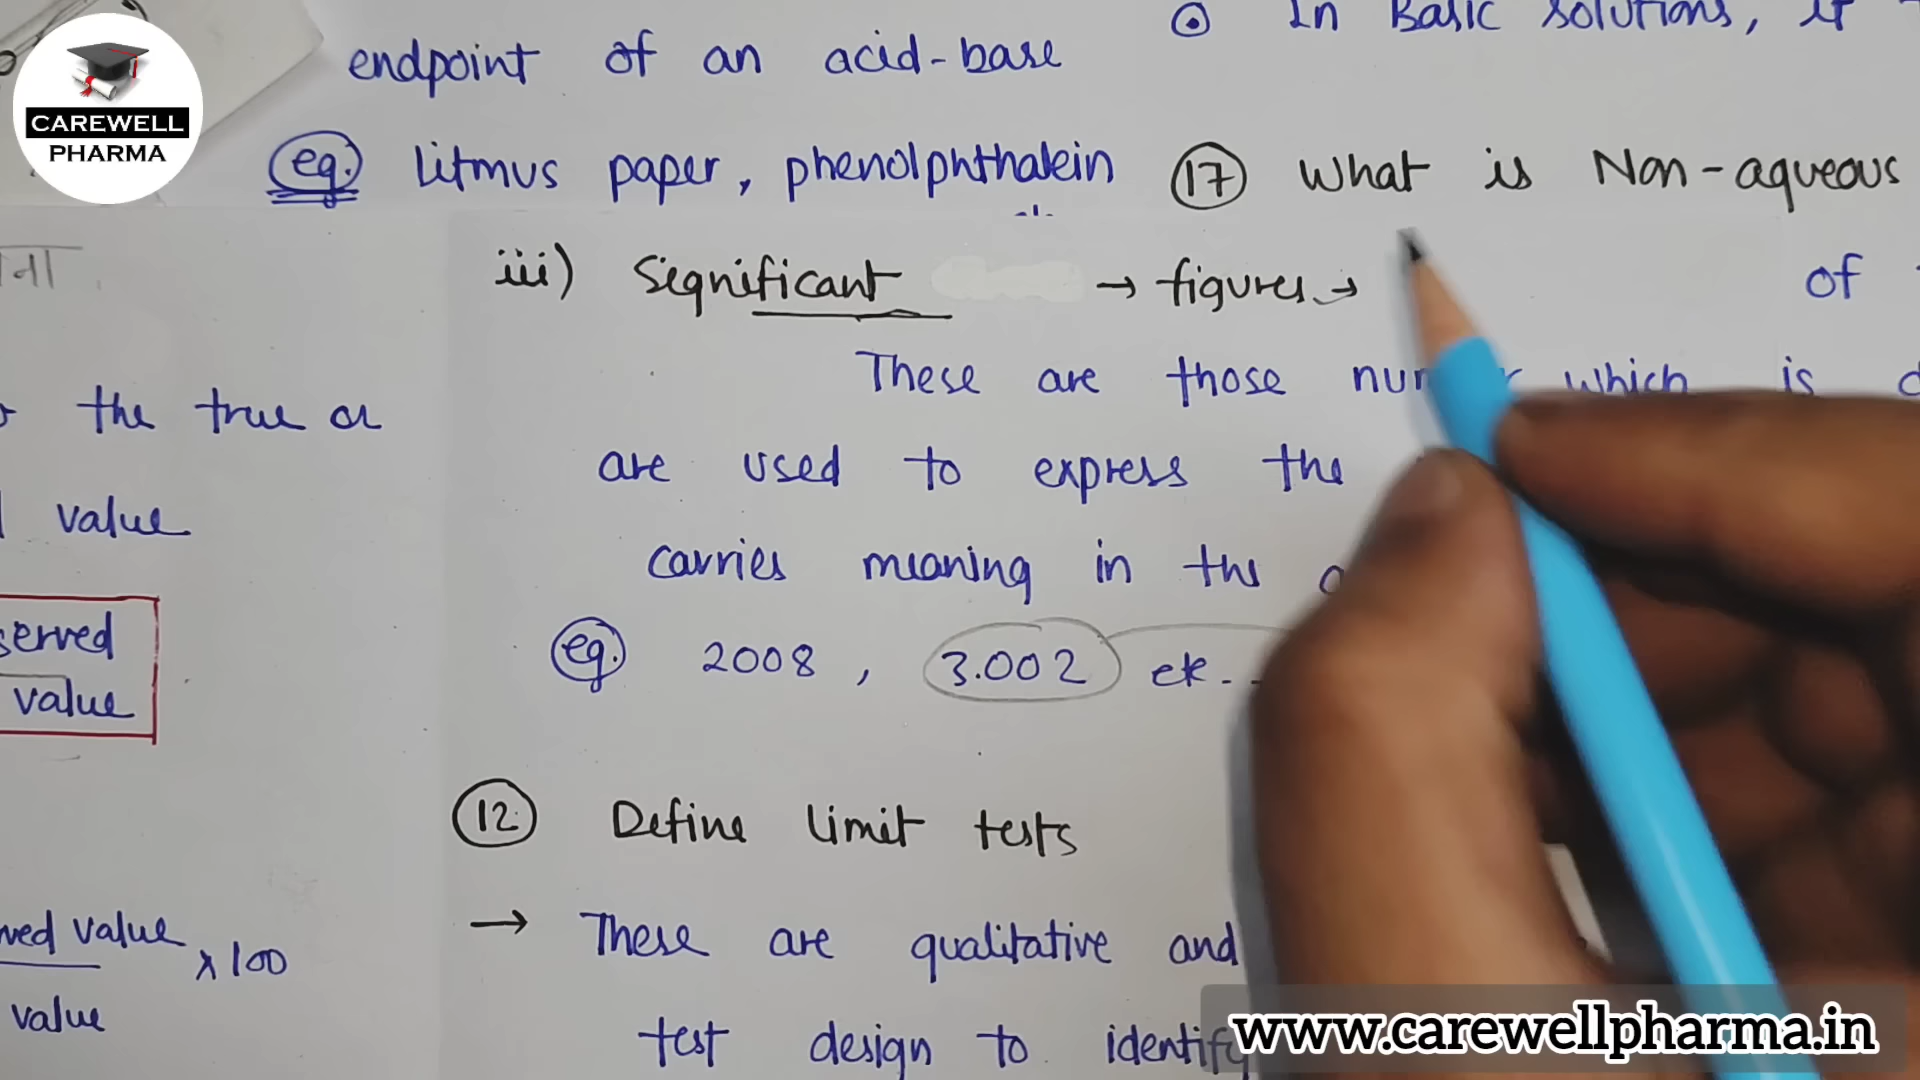 CAREWELL
PHARMA
endpoint of an acid-base
eg. Litmus paper, phenolphthalein
In Basic solutions, it
17 What is Non-aqueous
iii) Significant → figures →
of
These are those which is
are used to express the
carries meaning in the
eg. 2008, 3.002 etc..
12. Define limit tests
→ These are qualitative and
test design to identify
the true or
value
served
value
ved value × 100
value
www.carewellpharma.in